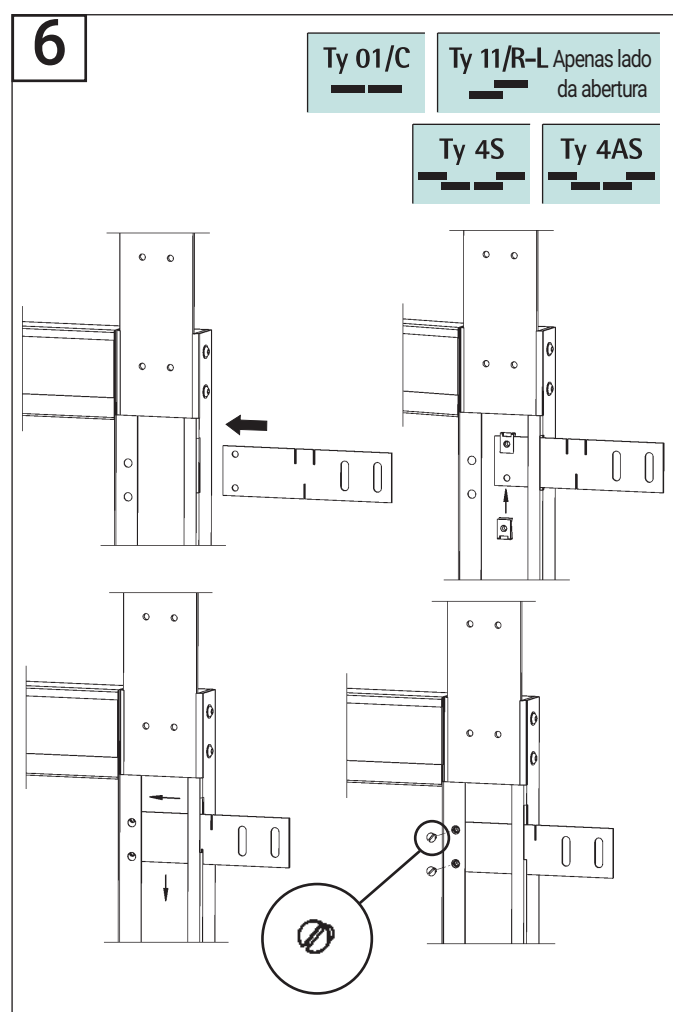 6
Ty 01/C
Ty 11/R-L Apenas lado
da abertura
Ty 4S
Ty 4AS